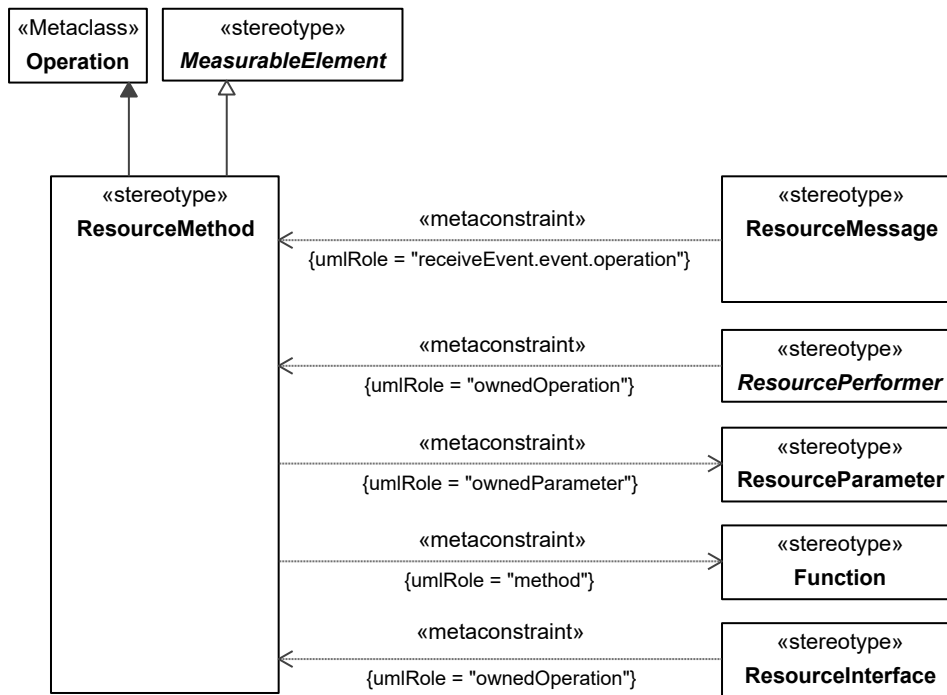 «Metaclass»
Operation
«stereotype»
MeasurableElement
«stereotype»
ResourceMethod
«metaconstraint»
{umlRole = "receiveEvent.event.operation"}
«stereotype»
ResourceMessage
«metaconstraint»
{umlRole = "ownedOperation"}
«stereotype»
ResourcePerformer
«metaconstraint»
{umlRole = "ownedParameter"}
«stereotype»
ResourceParameter
«metaconstraint»
{umlRole = "method"}
«stereotype»
Function
«metaconstraint»
{umlRole = "ownedOperation"}
«stereotype»
ResourceInterface